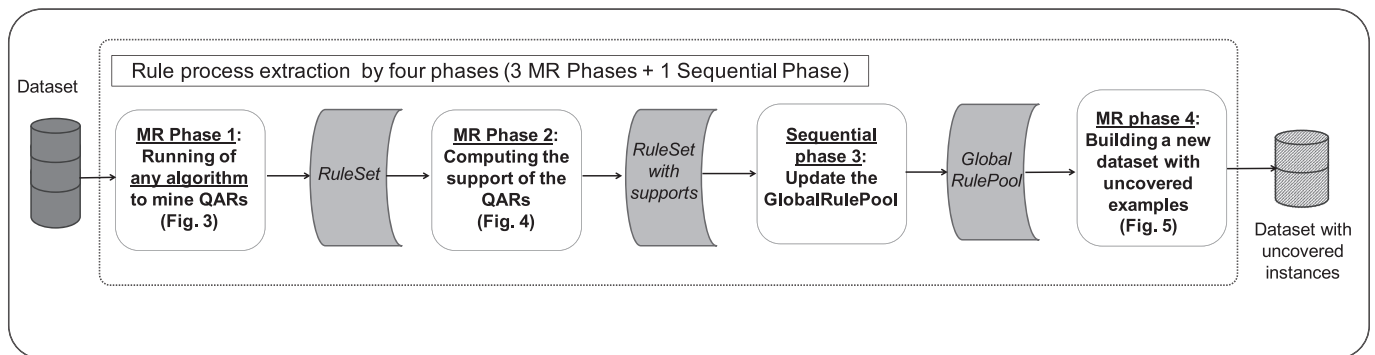 Rule process extraction by four phases (3 MR Phases + 1 Sequential Phase)
Dataset
MR Phase 1:
Running of
any algorithm
to mine QARs
(Fig. 3)
RuleSet
MR Phase 2:
Computing the
support of the
QARs
(Fig. 4)
RuleSet
with
supports
Sequential
phase 3:
Update the
GlobalRulePool
Global
RulePool
MR phase 4:
Building a new
dataset with
uncovered
examples
(Fig. 5)
Dataset with
uncovered
instances